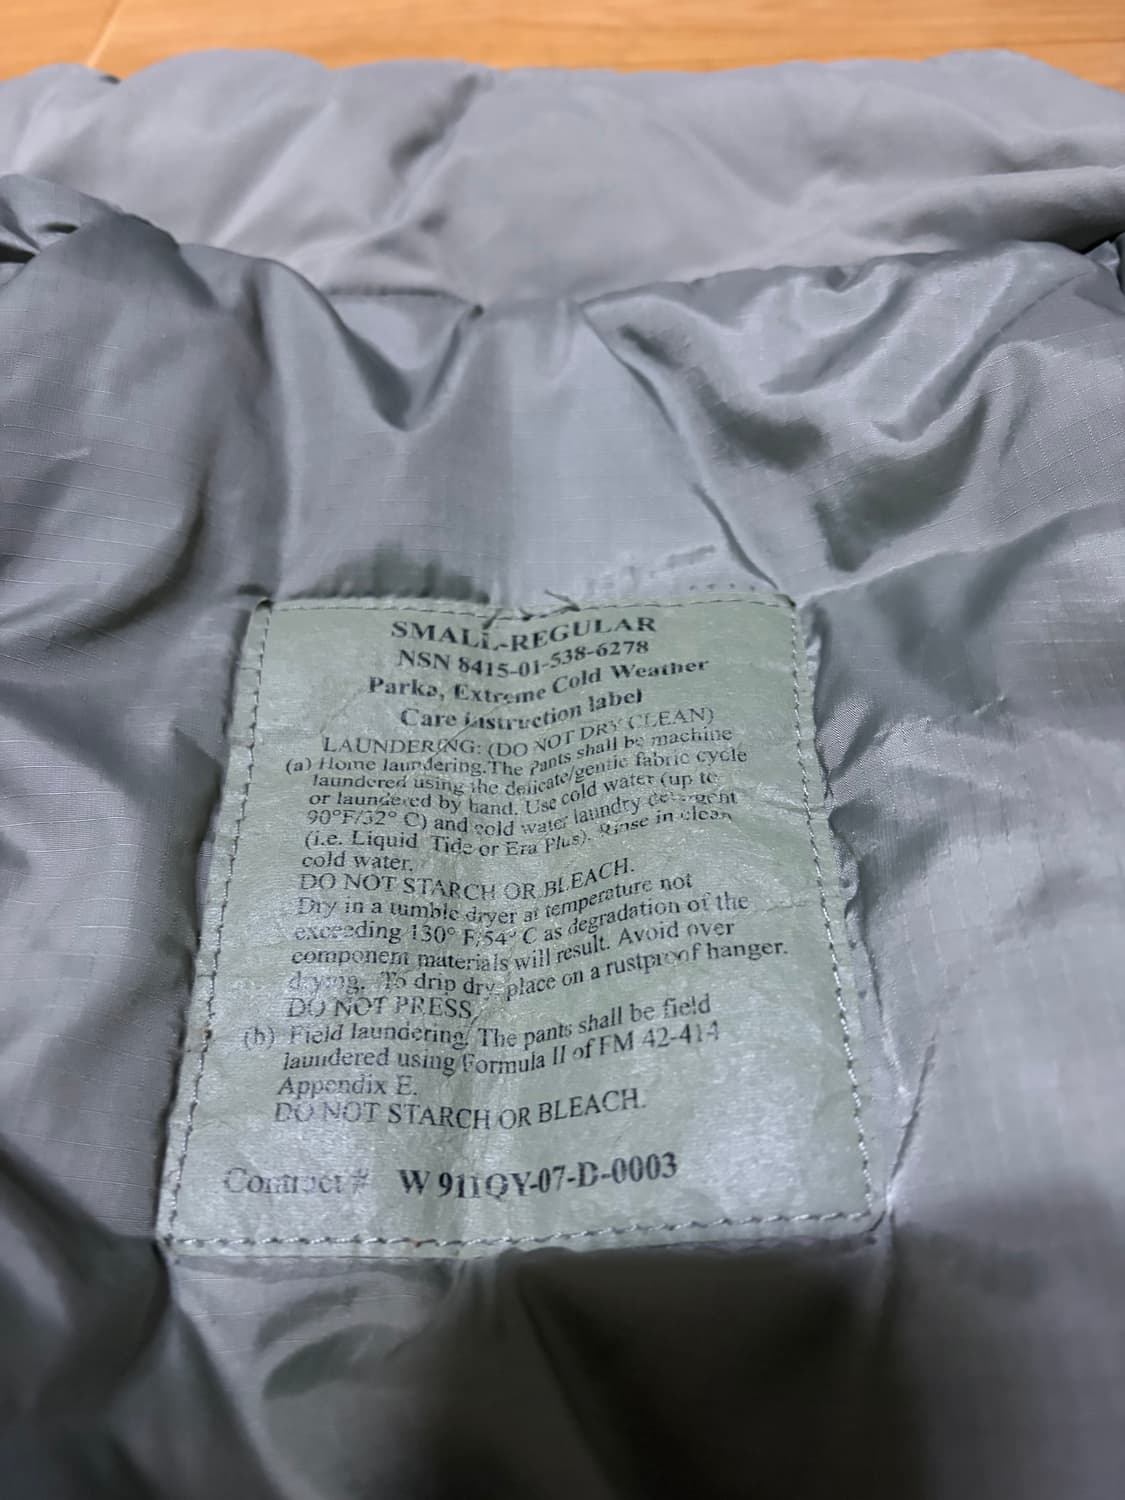 SMALL-REGULAR
NSN 8415-01-538-6278
Parka, Extreme Cold Weather
Care instruction label
LAUNDERING: (DO NOT DRY CLEAN)
(a) Home laundering. The Pants shall be machine
laundered using the delicate/gentle fabric cycle
or laundered by hand. Use cold water (up to
90°F/32° C) and cold water laundry detergent
(i.e. Liquid Tide or Era Plus). Rinse in clean
cold water.
DO NOT STARCH OR BLEACH.
Dry in a tumble dryer at temperature not
exceeding 130° F/54° C as degradation of the
component materials will result. Avoid over
drying. To drip dry, place on a rustproof hanger.
DO NOT PRESS.
(b) Field laundering. The pants shall be field
laundered using Formula II of FM 42-414
Appendix E.
DO NOT STARCH OR BLEACH.
Contract # W911QY-07-D-0003